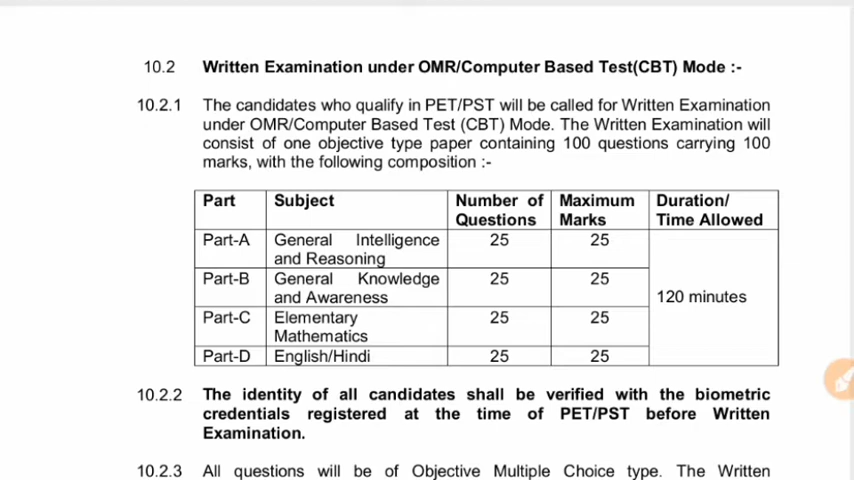 10.2 Written Examination under OMR/Computer Based Test(CBT) Mode :-
10.2.1 The candidates who qualify in PET/PST will be called for Written Examination
under OMR/Computer Based Test (CBT) Mode. The Written Examination will
consist of one objective type paper containing 100 questions carrying 100
marks, with the following composition :-
Part Subject Number of Maximum Duration/
Questions Marks Time Allowed
Part-A General Intelligence 25 25
and Reasoning
Part-B General Knowledge 25 25
and Awareness 120 minutes
Part-C Elementary 25 25
Mathematics
Part-D English/Hindi 25 25
10.2.2 The identity of all candidates shall be verified with the biometric
credentials registered at the time of PET/PST before Written
Examination.
10.2.3 All questions will be of Objective Multiple Choice type. The Written